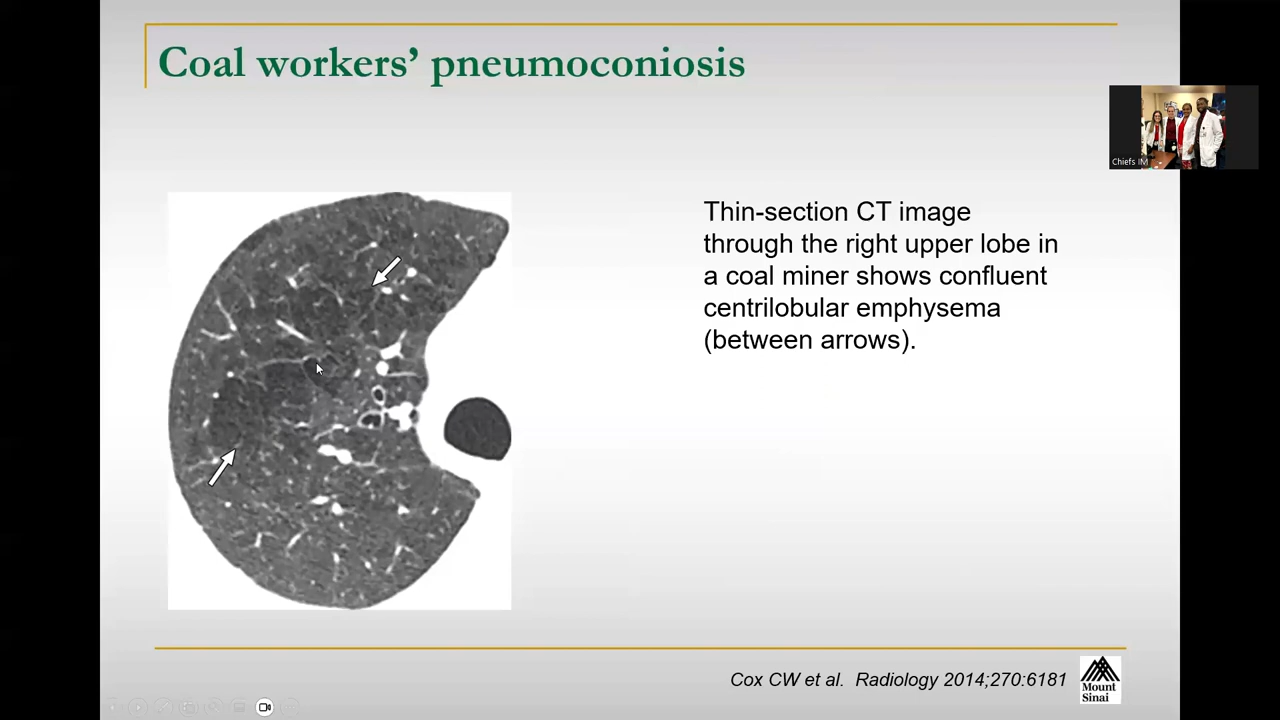 Coal workers’ pneumoconiosis
Chiefs IM
Thin-section CT image
through the right upper lobe in
a coal miner shows confluent
centrilobular emphysema
(between arrows).
Cox CW et al. Radiology 2014;270:6181
Mount
Sinai